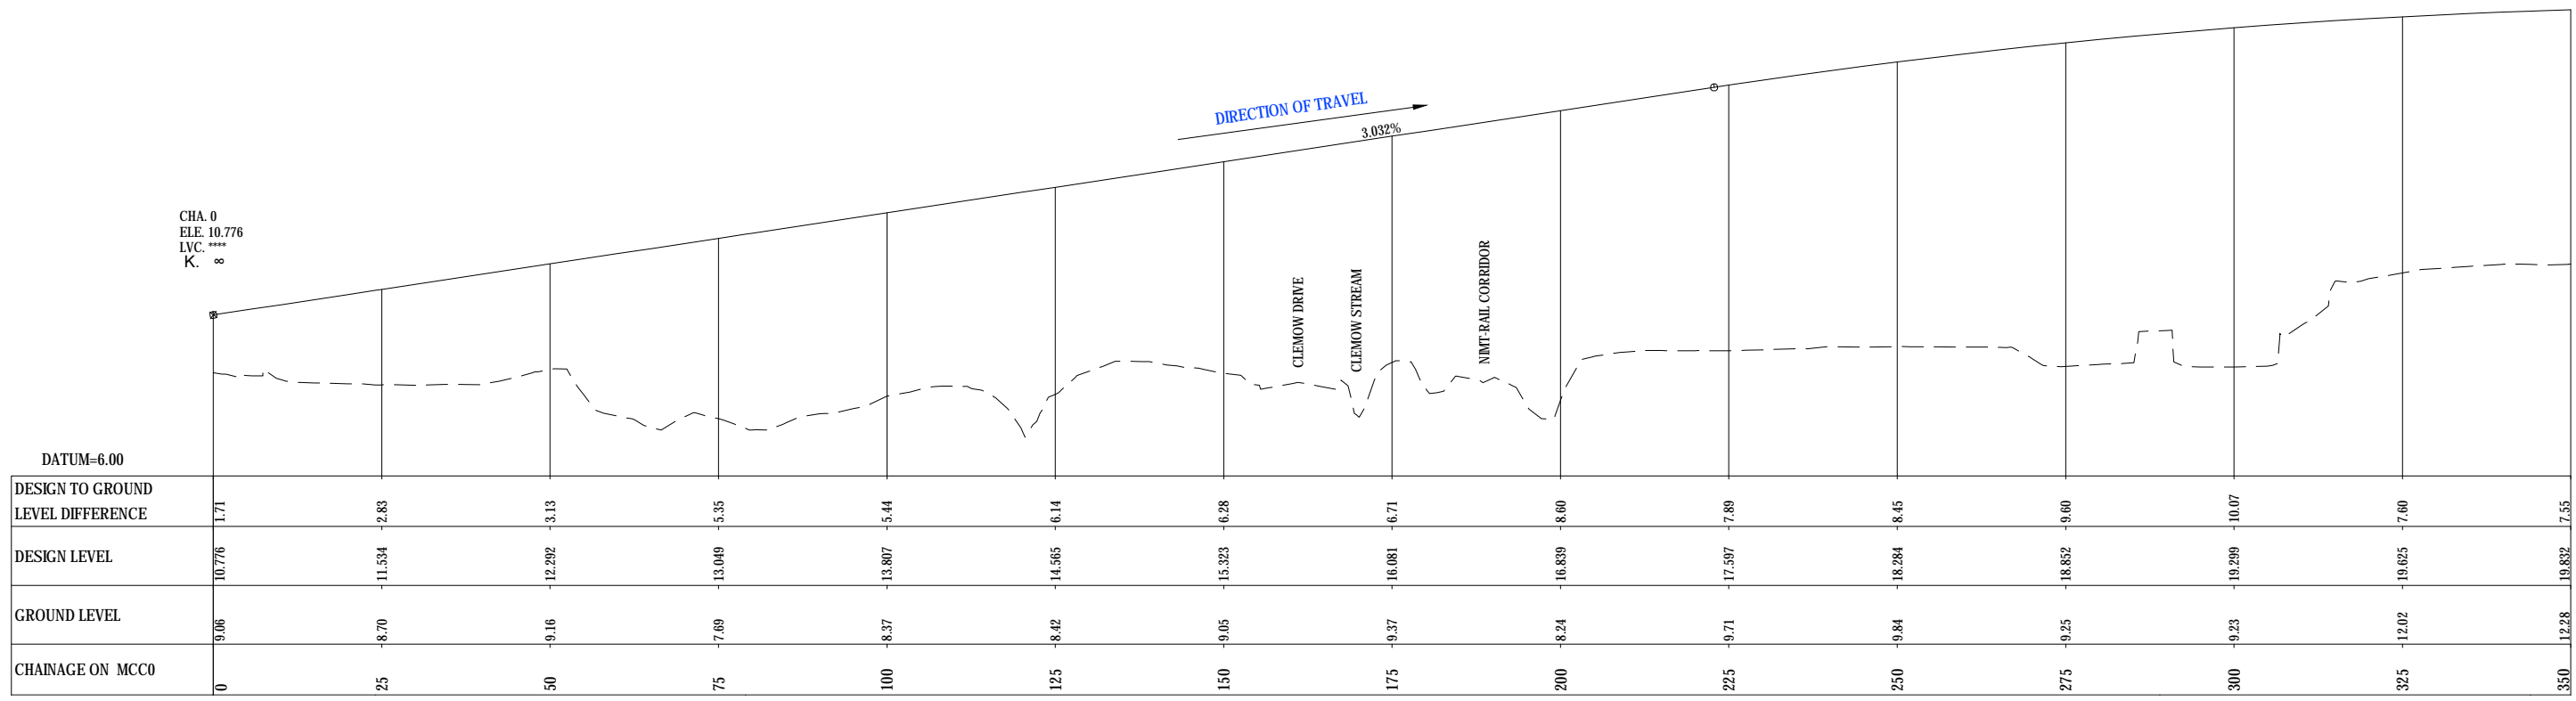 DIRECTION OF TRAVEL
3.032%
CHA. 0
ELE. 10.776
LVC. ****
K. ∞
CLEMOW DRIVE
CLEMOW STREAM
NIMT-RAIL CORRIDOR
DATUM=6.00
DESIGN TO GROUND
LEVEL DIFFERENCE
1.71 2.83 3.13 5.35 5.44 6.14 6.28 6.71 8.60 7.89 8.45 9.60 10.07 7.60 7.55
DESIGN LEVEL
10.776 11.534 12.292 13.049 13.807 14.565 15.323 16.081 16.839 17.597 18.284 18.852 19.299 19.625 19.832
GROUND LEVEL
9.06 8.70 9.16 7.69 8.37 8.42 9.05 9.37 8.24 9.71 9.84 9.25 9.23 12.02 12.28
CHAINAGE ON MCC0
0 25 50 75 100 125 150 175 200 225 250 275 300 325 350